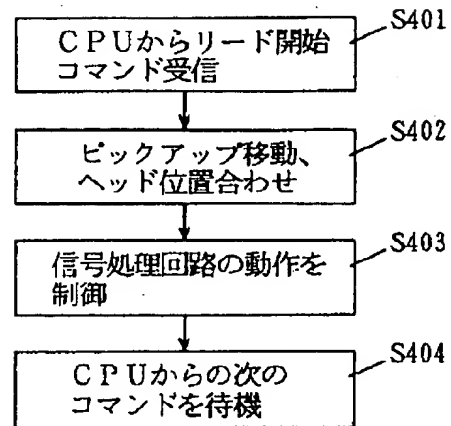 S401
CPUからリード開始
コマンド受信
S402
ピックアップ移動、
ヘッド位置合わせ
S403
信号処理回路の動作を
制御
S404
CPUからの次の
コマンドを待機